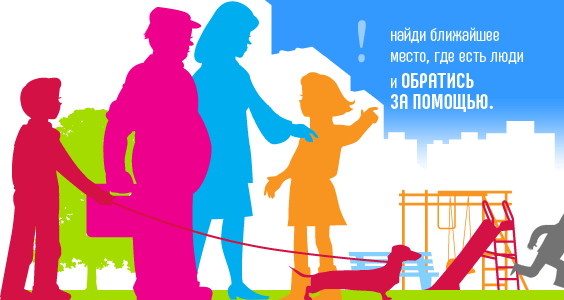 !
найди ближайшее
место, где есть люди
и ОБРАТИСЬ
ЗА ПОМОЩЬЮ.